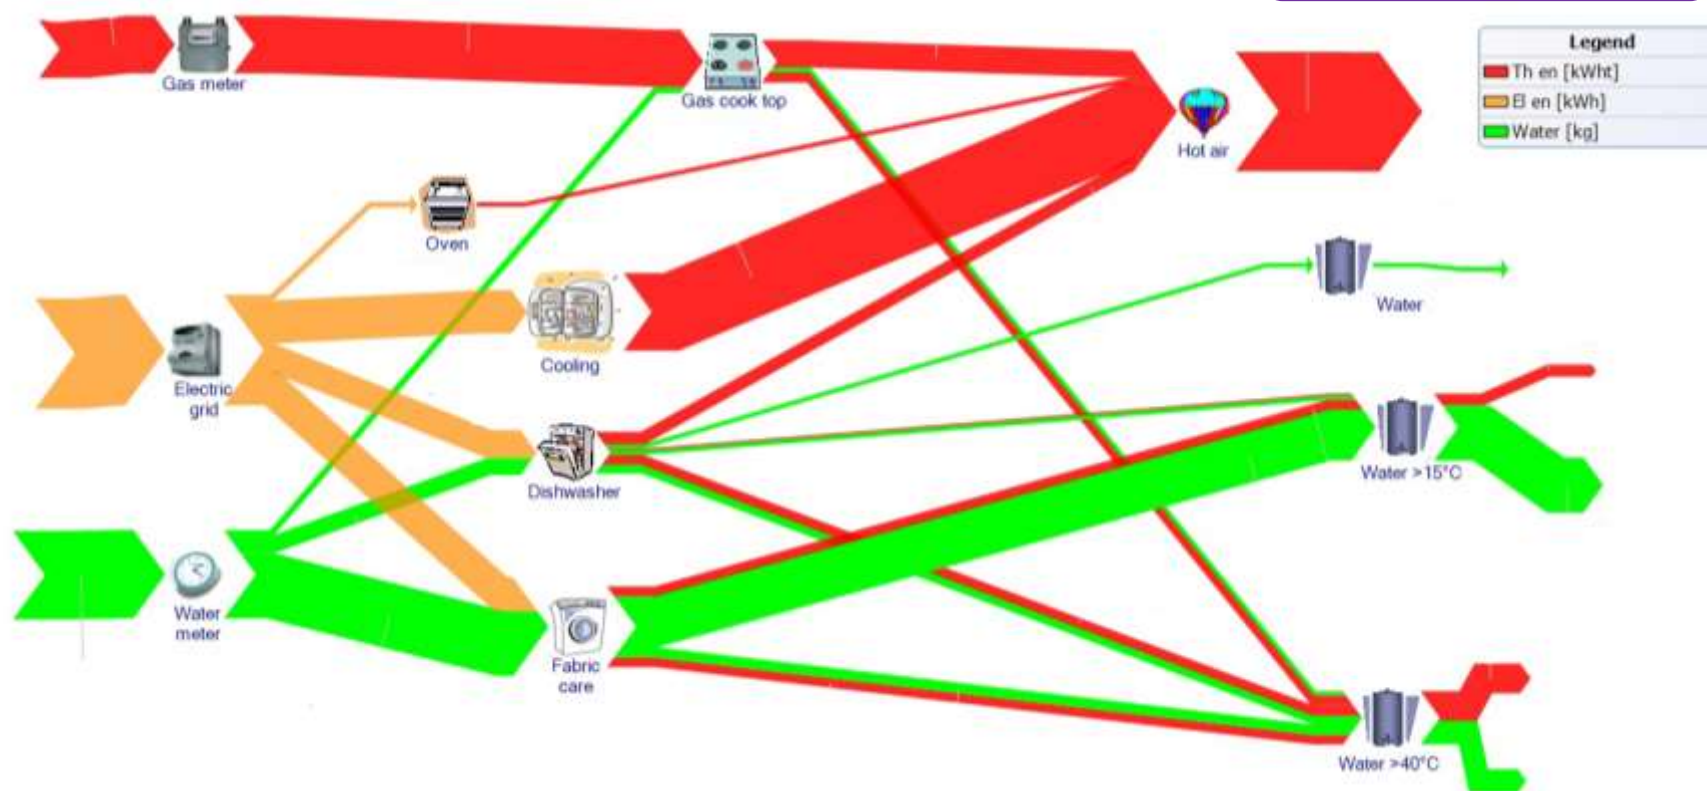 Legend
Th en [kWht]
El en [kWh]
Water [kg]
Gas meter
Gas cook top
Hot air
Oven
Water
Cooling
Electric
grid
Dishwasher
Water >15°C
Water
meter
Fabric
care
Water >40°C